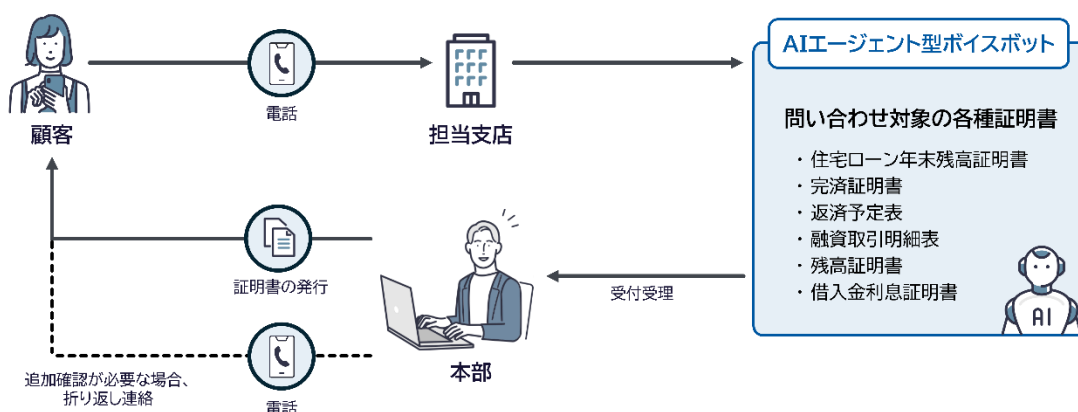 AIエージェント型ボイスボット
電話
顧客
担当支店
問い合わせ対象の各種証明書
・住宅ローン年末残高証明書
・完済証明書
・返済予定表
・融資取引明細表
・残高証明書
・借入金利息証明書
AI
証明書の発行
受付受理
本部
追加確認が必要な場合、
折り返し連絡
電話